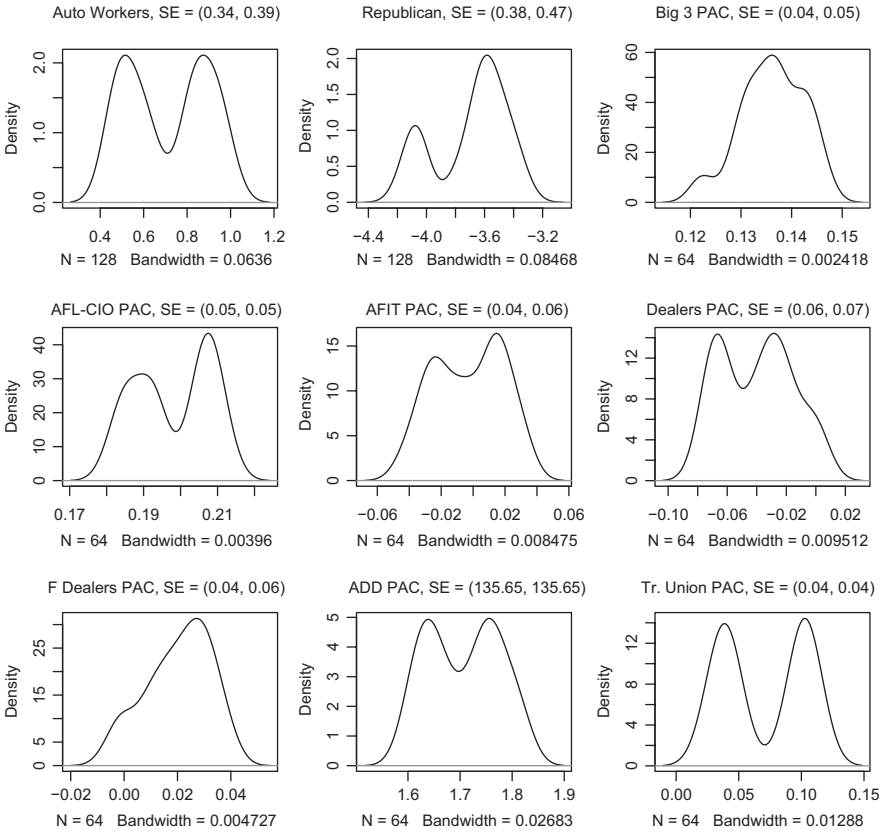 Auto Workers, SE = (0.34, 0.39)
Density
0.0 1.0 2.0
0.4 0.6 0.8 1.0 1.2
N = 128 Bandwidth = 0.0636
Republican, SE = (0.38, 0.47)
Density
0.0 0.5 1.0 1.5 2.0
−4.4 −4.0 −3.6 −3.2
N = 128 Bandwidth = 0.08468
Big 3 PAC, SE = (0.04, 0.05)
Density
0 20 40 60
0.12 0.13 0.14 0.15
N = 64 Bandwidth = 0.002418
AFL-CIO PAC, SE = (0.05, 0.05)
Density
0 10 20 30 40
0.17 0.19 0.21
N = 64 Bandwidth = 0.00396
AFIT PAC, SE = (0.04, 0.06)
Density
0 5 10 15
−0.06 −0.02 0.02 0.06
N = 64 Bandwidth = 0.008475
Dealers PAC, SE = (0.06, 0.07)
Density
0 4 8 12
−0.10 −0.06 −0.02 0.02
N = 64 Bandwidth = 0.009512
F Dealers PAC, SE = (0.04, 0.06)
Density
0 5 15 25
−0.02 0.00 0.02 0.04
N = 64 Bandwidth = 0.004727
ADD PAC, SE = (135.65, 135.65)
Density
0 1 2 3 4 5
1.6 1.7 1.8 1.9
N = 64 Bandwidth = 0.02683
Tr. Union PAC, SE = (0.04, 0.04)
Density
0 4 8 12
0.00 0.05 0.10 0.15
N = 64 Bandwidth = 0.01288